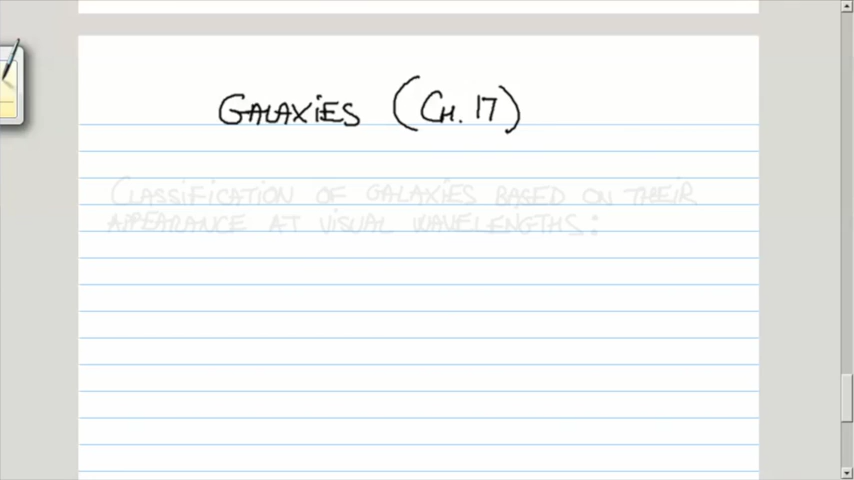 GALAXIES (CH. 17)
CLASSIFICATION OF GALAXIES BASED ON THEIR
APPEARANCE AT VISUAL WAVELENGTHS: